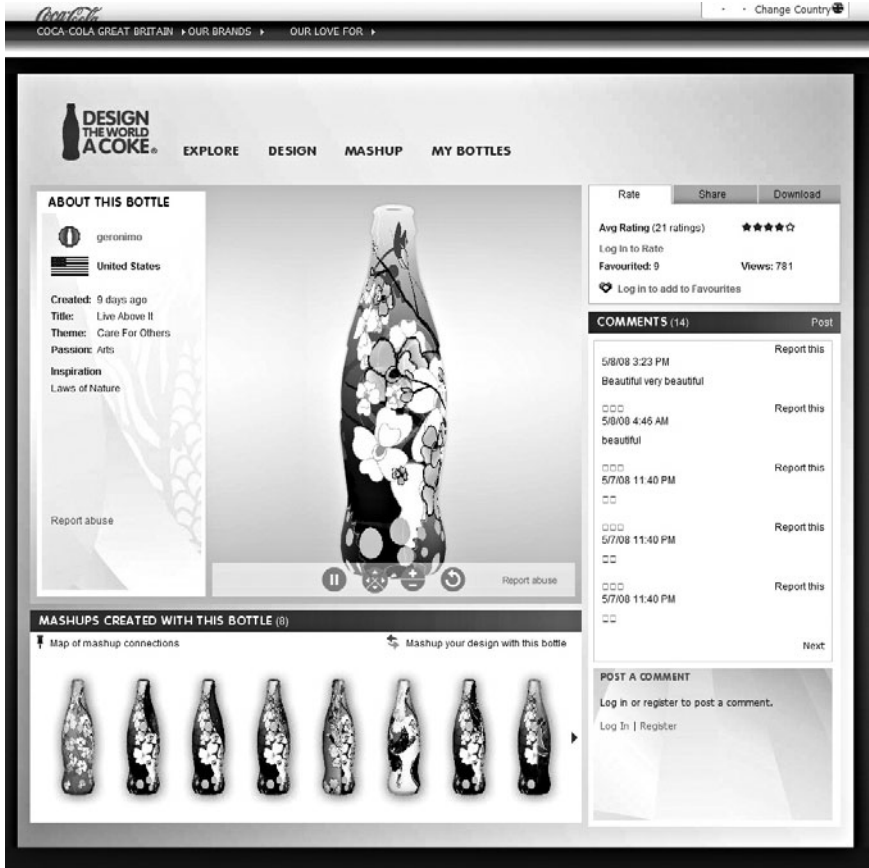 Coca-Cola
Change Country
COCA-COLA GREAT BRITAIN OUR BRANDS OUR LOVE FOR
DESIGN
THE WORLD
A COKE®
EXPLORE DESIGN MASHUP MY BOTTLES
ABOUT THIS BOTTLE
geronimo
United States
Created: 9 days ago
Title: Live Above It
Theme: Care For Others
Passion: Arts
Inspiration
Laws of Nature
Report abuse
Report abuse
MASHUPS CREATED WITH THIS BOTTLE (8)
Map of mashup connections
Mashup your design with this bottle
Rate Share Download
Avg Rating (21 ratings)
Log In to Rate
Favourited: 9 Views: 781
Log in to add to Favourites
COMMENTS (14) Post
Report this
5/8/08 3:23 PM
Beautiful very beautiful
Report this
5/8/08 4:46 AM
beautiful
Report this
5/7/08 11:40 PM
Report this
5/7/08 11:40 PM
Report this
5/7/08 11:40 PM
Next
POST A COMMENT
Log in or register to post a comment.
Log In | Register